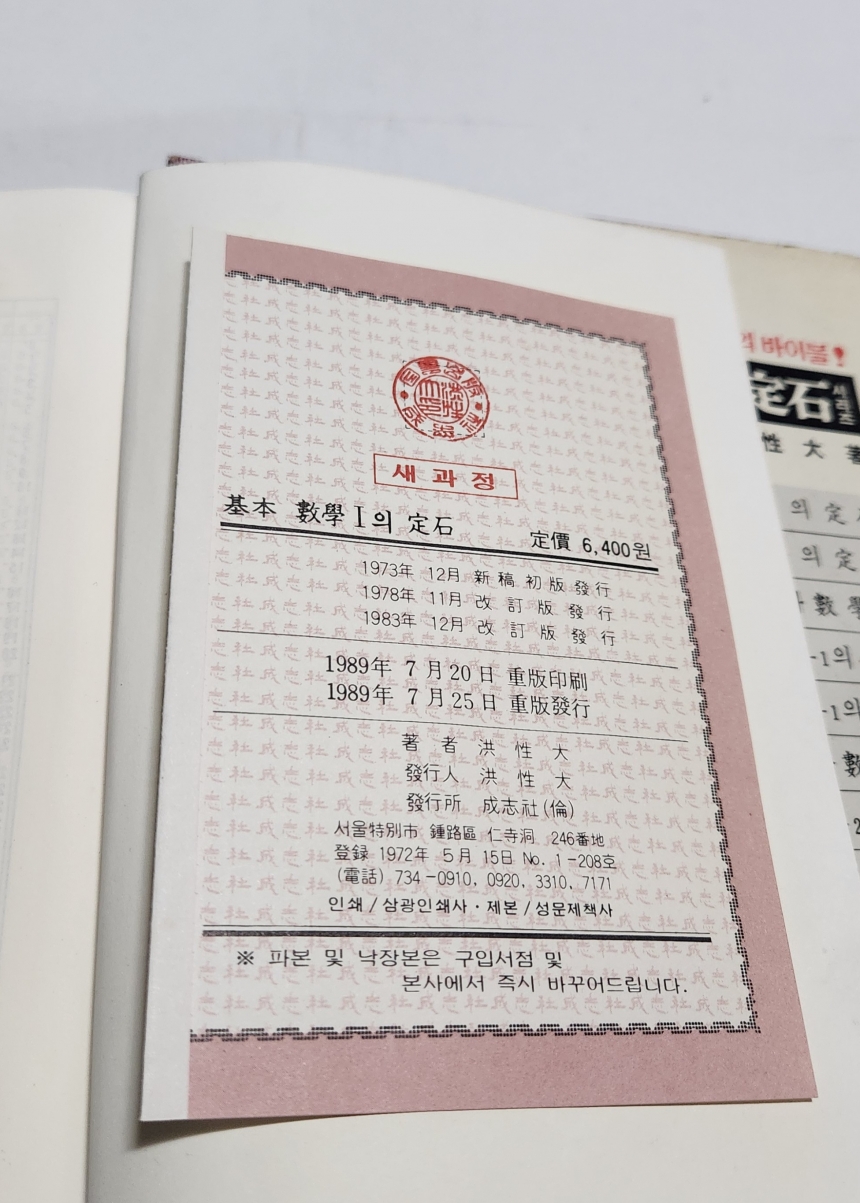 새과정
基本 數學 I 의 定石
定價 6,400원
1973年 12月 新稿初版發行
1978年 11月 改訂版發行
1983年 12月 改訂版發行
1989年 7月 20日 重版印刷
1989年 7月 25日 重版發行
著者 洪性大
發行人 洪性大
發行所 成志社(倫)
서울特別市 鍾路區 仁寺洞 246番地
登録 1972年 5月 15日 No. 1-208호
(電話) 734-0910, 0920, 3310, 7171
인쇄/삼광인쇄사·제본/성문제책사
※ 파본 및 낙장본은 구입서점 및
본사에서 즉시 바꾸어드립니다.
의 바이블!
定石 시리즈
性大 著
의 定
의 定
數學
-1의
-1의
數